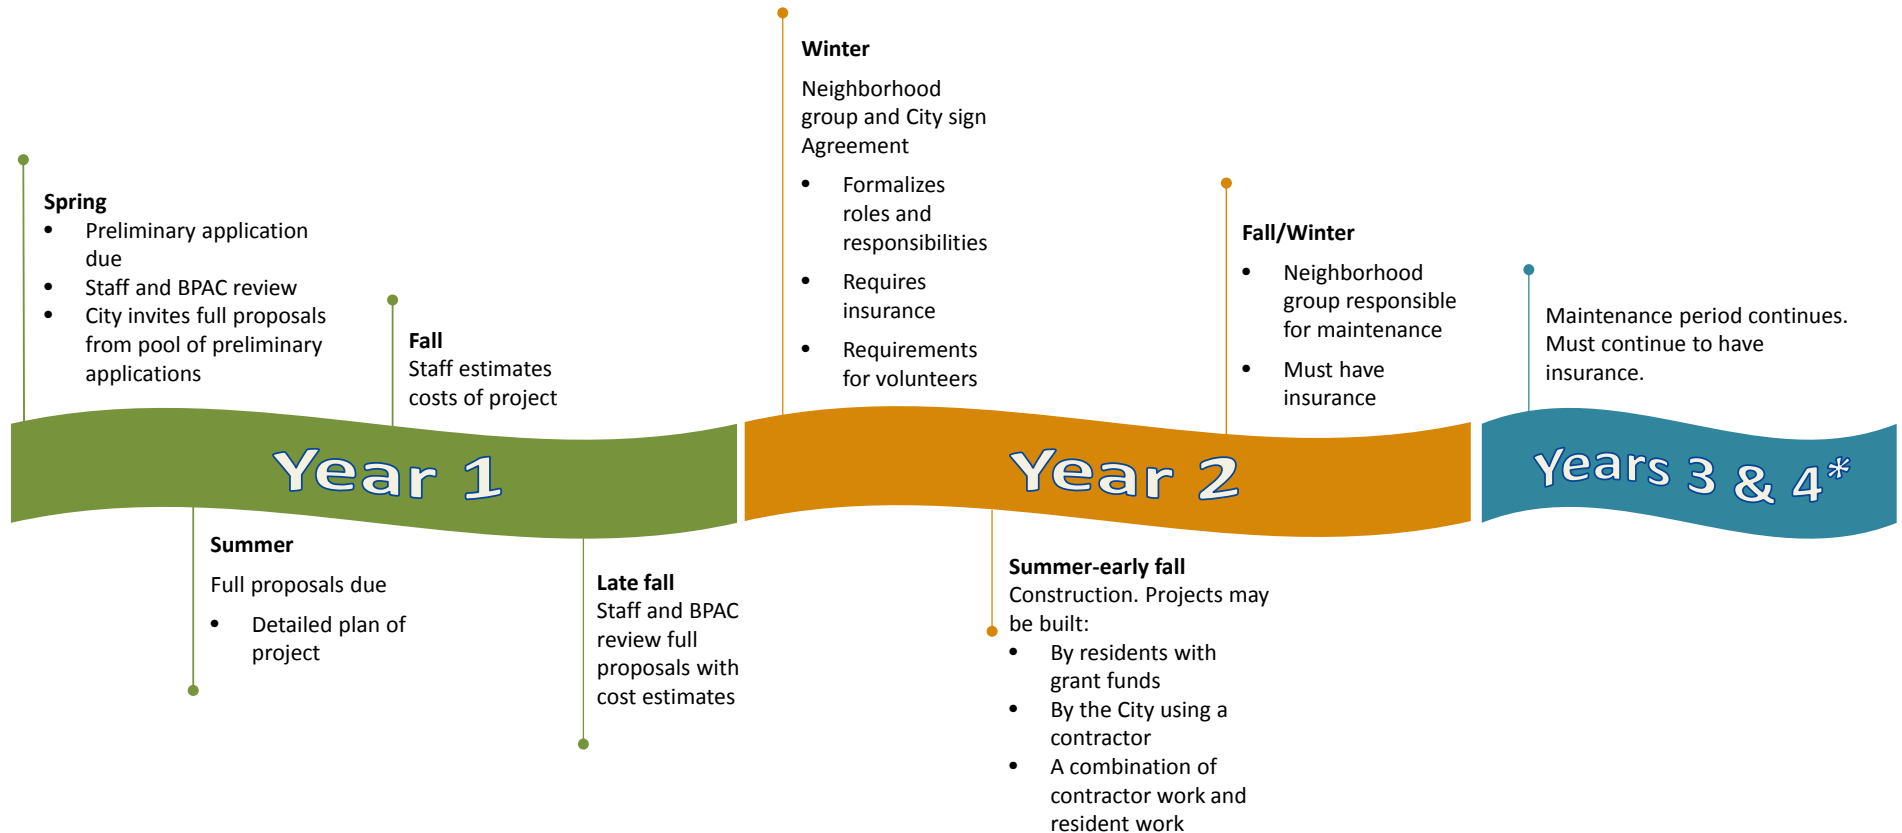 Spring
• Preliminary application
due
• Staff and BPAC review
• City invites full proposals
from pool of preliminary
applications
Fall
Staff estimates
costs of project
Year 1
Summer
Full proposals due
• Detailed plan of
project
Late fall
Staff and BPAC
review full
proposals with
cost estimates
Winter
Neighborhood
group and City sign
Agreement
• Formalizes
roles and
responsibilities
• Requires
insurance
• Requirements
for volunteers
Fall/Winter
• Neighborhood
group responsible
for maintenance
• Must have
insurance
Year 2
Summer-early fall
Construction. Projects may
be built:
• By residents with
grant funds
• By the City using a
contractor
• A combination of
contractor work and
resident work
Maintenance period continues.
Must continue to have
insurance.
Years 3 & 4*